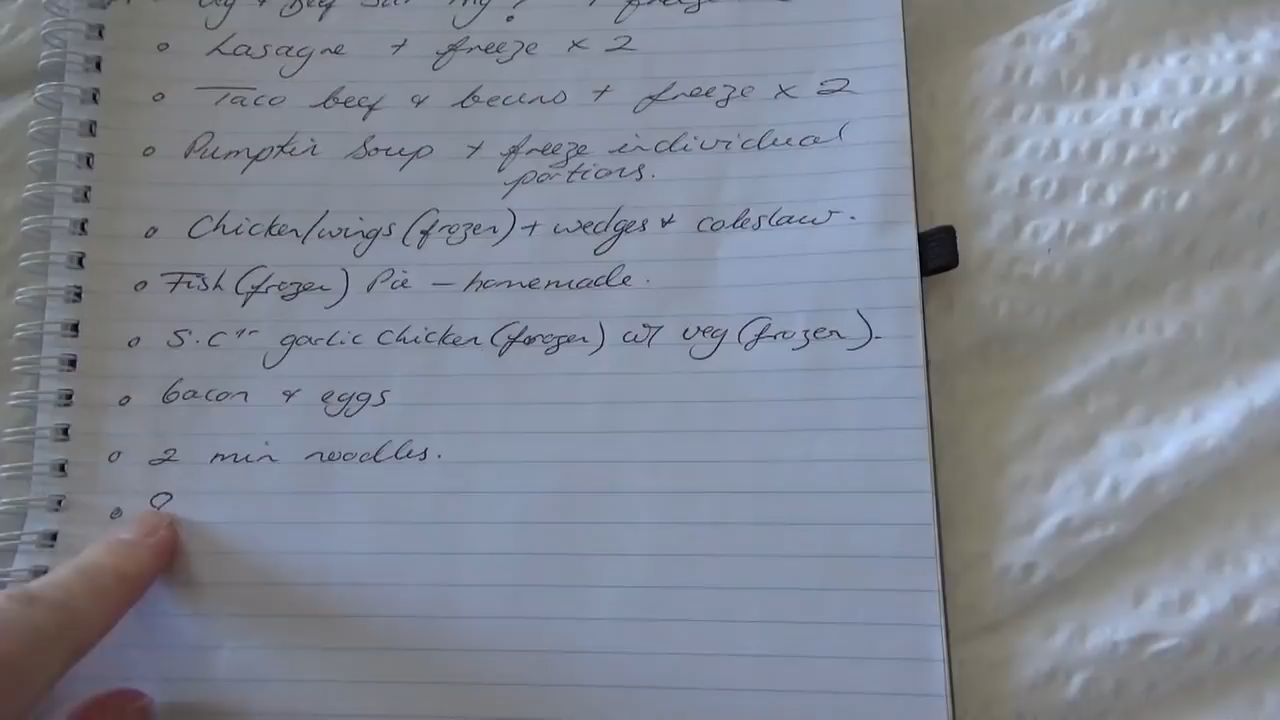 + freeze
Lasagne + freeze x 2
Taco beef & beans + freeze x 2
Pumpkin Soup + freeze individual
portions.
Chicken/wings (frozen) + wedges & coleslaw.
Fish (frozen) Pie - homemade.
S.C garlic chicken (frozen) w/ veg (frozen).
bacon & eggs
2 min noodles.